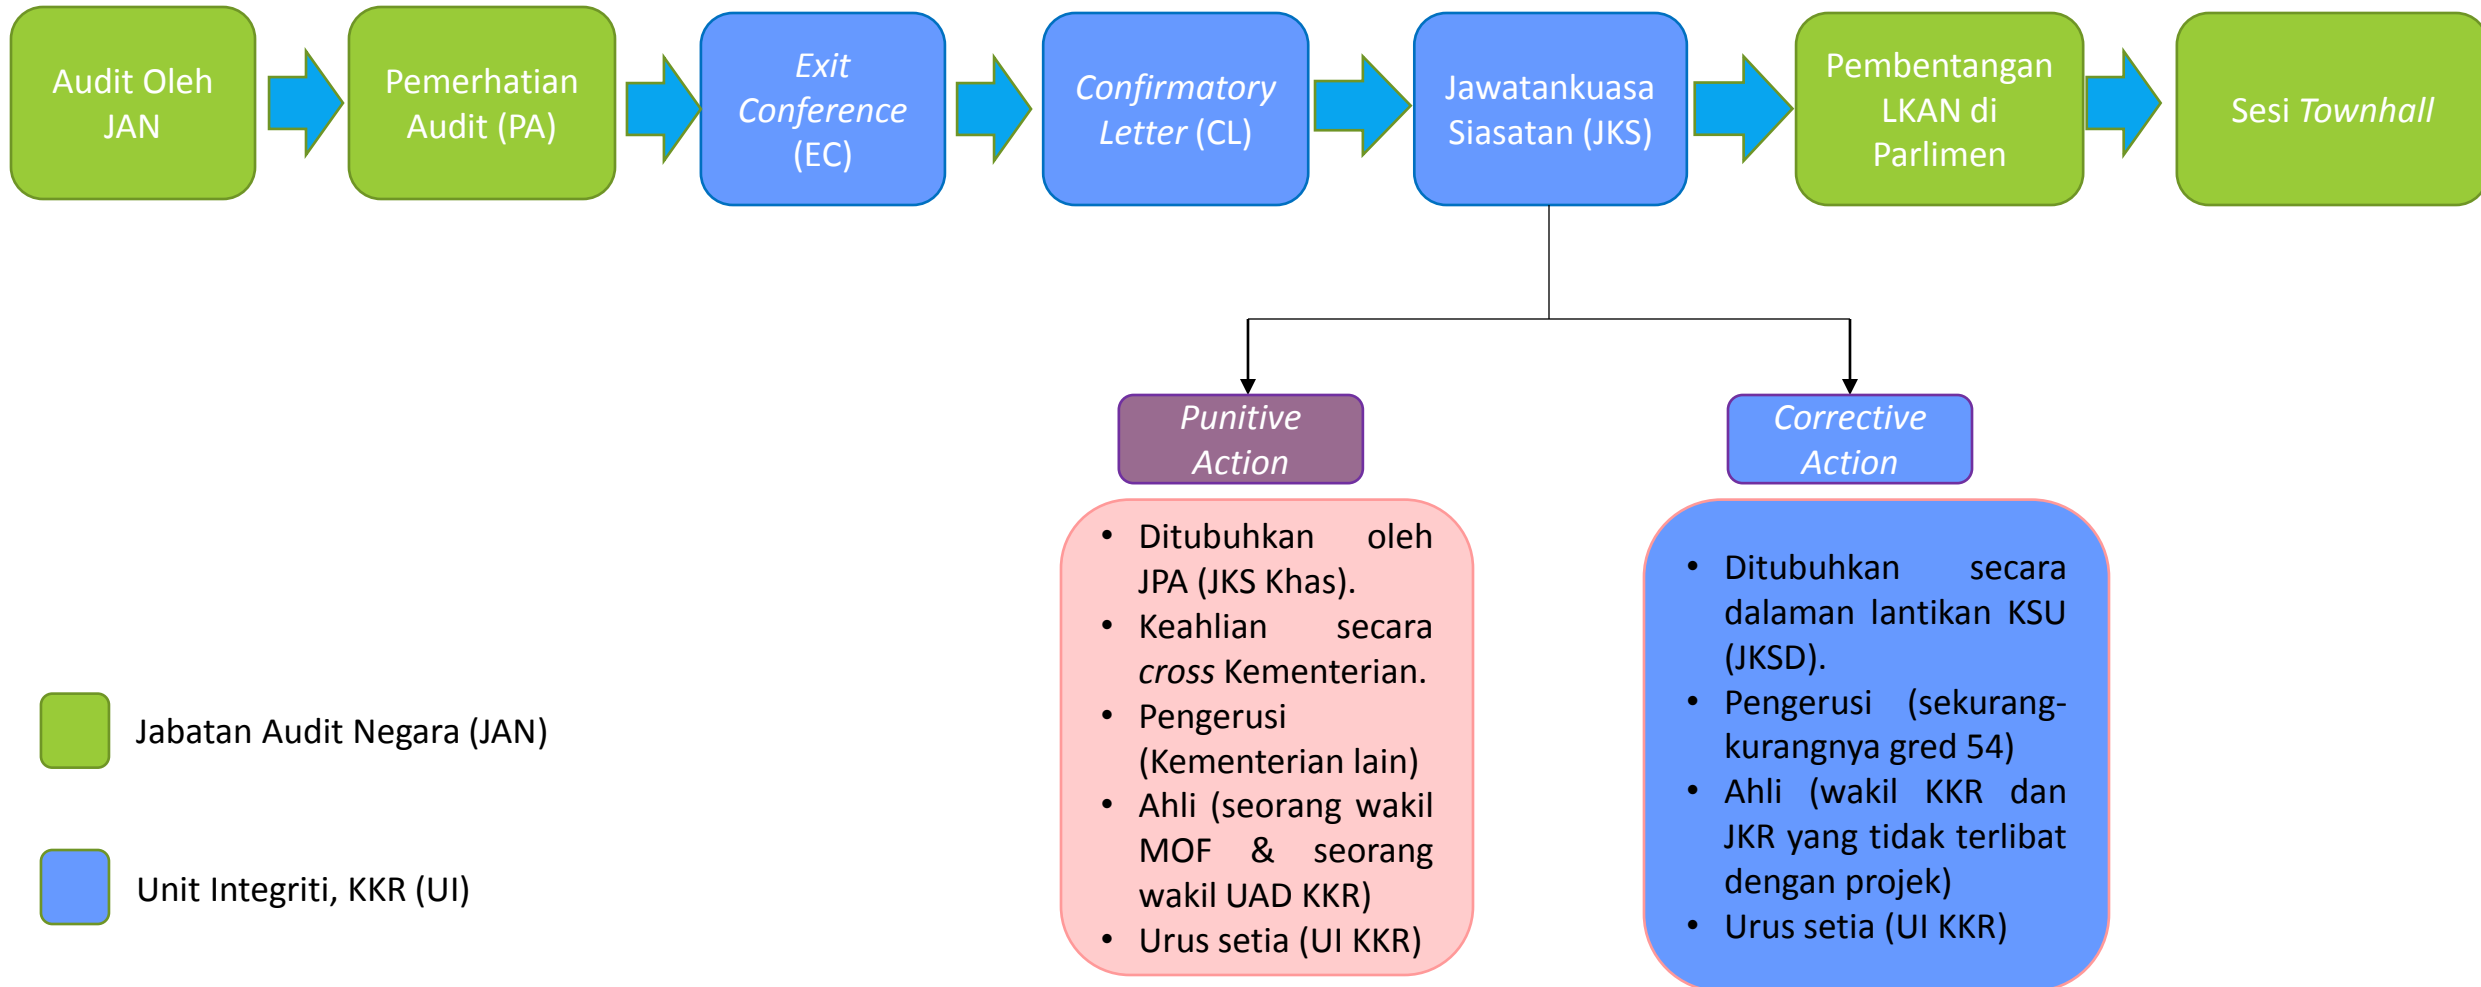 Audit Oleh
JAN
Pemerhatian
Audit (PA)
Exit
Conference
(EC)
Confirmatory
Letter (CL)
Jawatankuasa
Siasatan (JKS)
Pembentangan
LKAN di
Parlimen
Sesi Townhall
Punitive
Action
• Ditubuhkan oleh
JPA (JKS Khas).
• Keahlian secara
cross Kementerian.
• Pengerusi
(Kementerian lain)
• Ahli (seorang wakil
MOF & seorang
wakil UAD KKR)
• Urus setia (UI KKR)
Corrective
Action
• Ditubuhkan secara
dalaman lantikan KSU
(JKSD).
• Pengerusi (sekurang-
kurangnya gred 54)
• Ahli (wakil KKR dan
JKR yang tidak terlibat
dengan projek)
• Urus setia (UI KKR)
Jabatan Audit Negara (JAN)
Unit Integriti, KKR (UI)